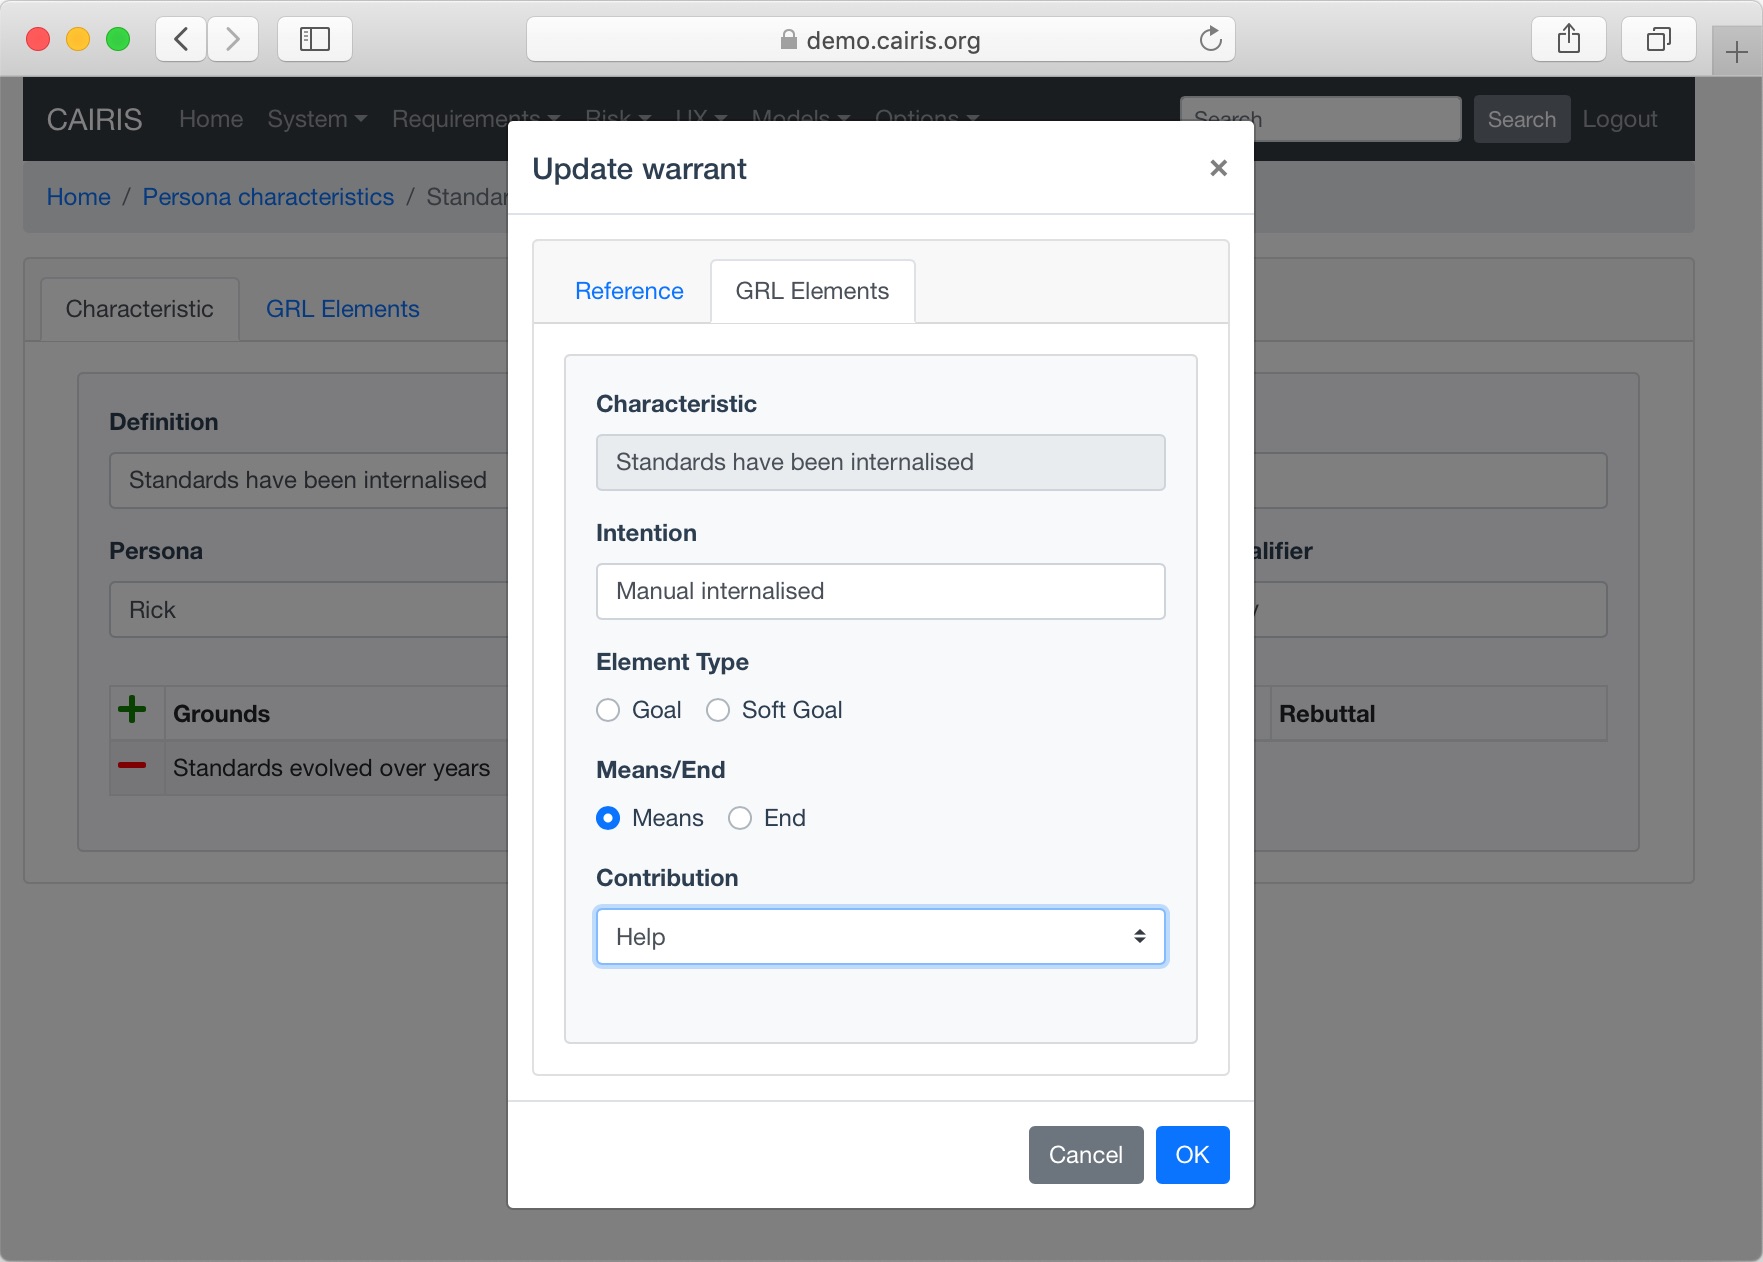 demo.cairis.org
CAIRIS Home System Requirements Risk UX Models Options Search Search Logout
Update warrant
Home / Persona characteristics /
Reference GRL Elements
Characteristic GRL Elements
Characteristic
Definition
Standards have been internalised
Standards have been internalised
Intention
Persona
Manual internalised
Rick
Element Type
Goal Soft Goal
Grounds Rebuttal
Means/End
Standards evolved over years
Means End
Contribution
Help
Cancel OK